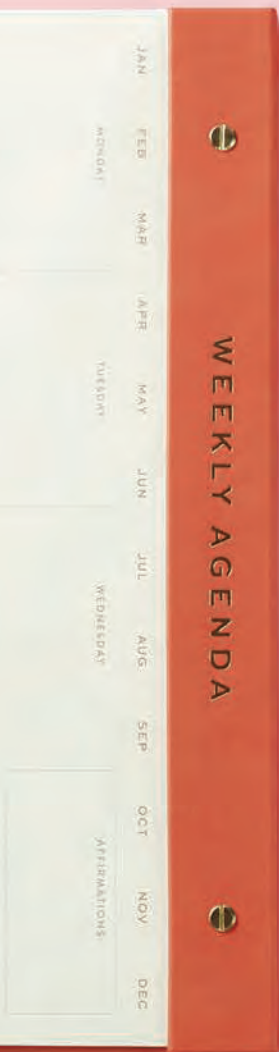 WEEKLY AGENDA
JAN FEB MAR APR MAY JUN JUL AUG SEP OCT NOV DEC
MONDAY TUESDAY WEDNESDAY AFFIRMATIONS